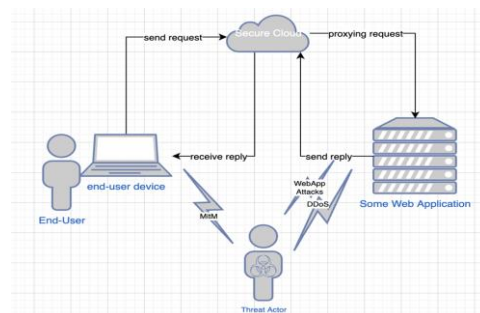 send request
Secure Cloud
proxying request
receive reply
send reply
end-user device
End-User
WebApp
Attacks
DDoS
MitM
Some Web Application
Threat Actor